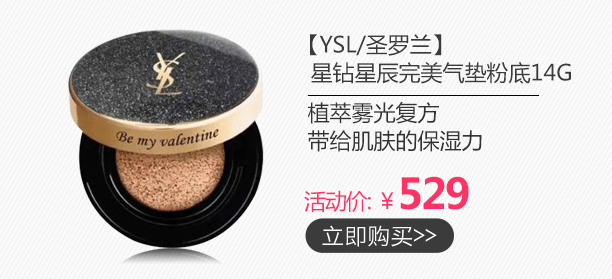 【YSL/圣罗兰】
星钻星辰完美气垫粉底14G
植萃雾光复方
带给肌肤的保湿力
活动价: ¥ 529
立即购买>>
YSL
Be my valentine